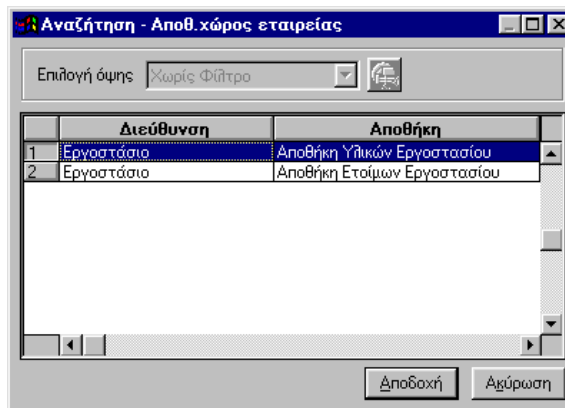 Αναζήτηση - Αποθ.χώρος εταιρείας
Επιλογή όψης Χωρίς Φίλτρο
Διεύθυνση Αποθήκη
1 Εργοστάσιο Αποθήκη Υλικών Εργοστασίου
2 Εργοστάσιο Αποθήκη Ετοίμων Εργοστασίου
Αποδοχή Ακύρωση